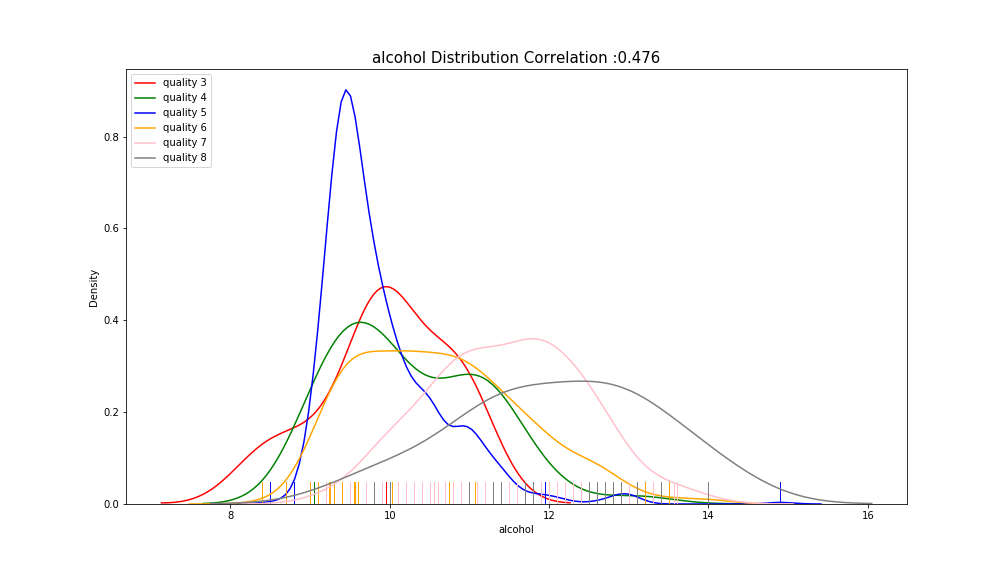 alcohol Distribution Correlation :0.476
quality 3
quality 4
quality 5
quality 6
quality 7
quality 8
Density
0.8
0.6
0.4
0.2
0.0
8 10 12 14 16
alcohol